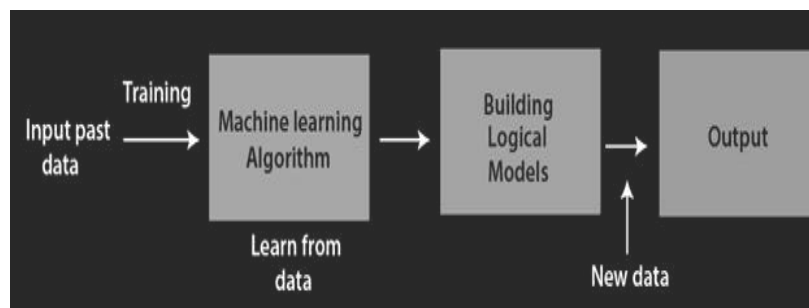 Training
Input past
data
Machine learning
Algorithm
Learn from
data
Building
Logical
Models
New data
Output